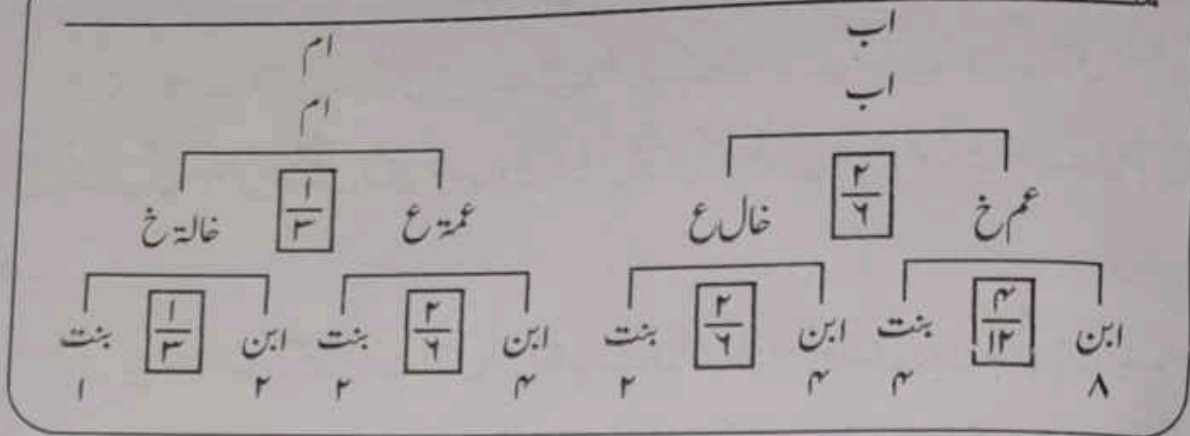 اب ام
اب ام
۲/۶ ۱/۳
عم خ خال ع عمۃ ع خالۃ خ
۴/۱۲ ۲/۶ ۲/۶ ۱/۳
ابن بنت ابن بنت ابن بنت ابن بنت
۸ ۴ ۴ ۲ ۴ ۲ ۲ ۱